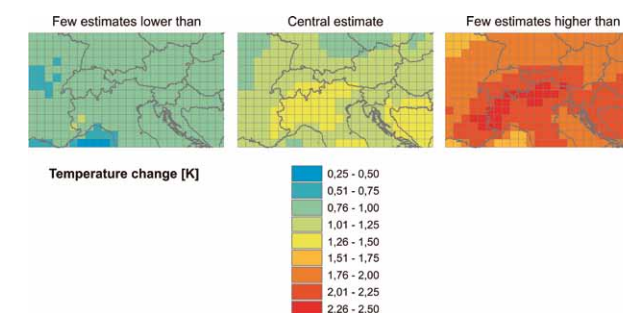 Few estimates lower than
Central estimate
Few estimates higher than
Temperature change [K]
0,25 - 0,50
0,51 - 0,75
0,76 - 1,00
1,01 - 1,25
1,26 - 1,50
1,51 - 1,75
1,76 - 2,00
2,01 - 2,25
2,26 - 2,50